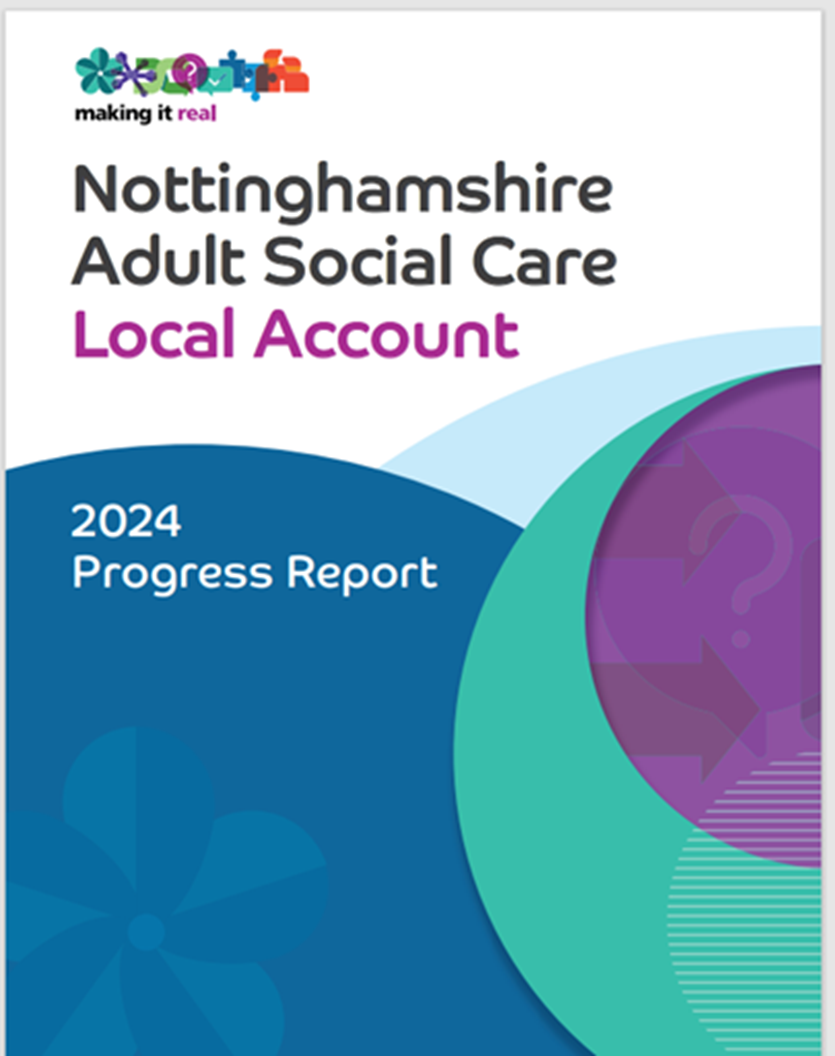 making it real
Nottinghamshire
Adult Social Care
Local Account
2024
Progress Report
?